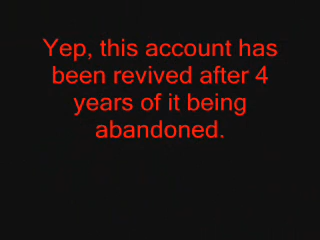 Yep, this account has
been revived after 4
years of it being
abandoned.